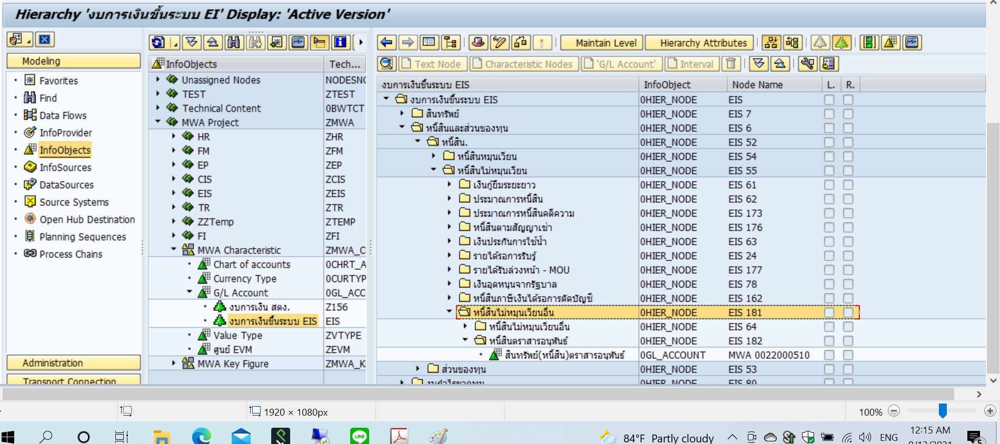 Hierarchy 'งบการเงินขึ้นระบบ EI' Display: 'Active Version'
Modeling
Favorites
Find
Data Flows
InfoProvider
InfoObjects
InfoSources
DataSources
Source Systems
Open Hub Destination
Planning Sequences
Process Chains
Administration
Transport Connection
InfoObjects Tech...
Unassigned Nodes NODESNO
TEST ZTEST
Technical Content 0BWTCT
MWA Project ZMWA
HR ZHR
FM ZFM
EP ZEP
CIS ZCIS
EIS ZEIS
TR ZTR
ZZTemp ZTEMP
FI ZFI
MWA Characteristic ZMWA_C
Chart of accounts 0CHRT_A
Currency Type 0CURTYP
G/L Account 0GL_ACC
งบการเงิน สตง. Z156
งบการเงินขึ้นระบบ EIS EIS
Value Type ZVTYPE
ศูนย์ EVM ZEVM
MWA Key Figure ZMWA_K
Maintain Level Hierarchy Attributes
Text Node Characteristic Nodes 'G/L Account' Interval
งบการเงินขึ้นระบบ EIS InfoObject Node Name L. R.
งบการเงินขึ้นระบบ EIS 0HIER_NODE EIS
สินทรัพย์ 0HIER_NODE EIS 7
หนี้สินและส่วนของทุน 0HIER_NODE EIS 6
หนี้สิน. 0HIER_NODE EIS 52
หนี้สินหมุนเวียน 0HIER_NODE EIS 54
หนี้สินไม่หมุนเวียน 0HIER_NODE EIS 55
เงินกู้ยืมระยะยาว 0HIER_NODE EIS 61
ประมาณการหนี้สิน 0HIER_NODE EIS 62
ประมาณการหนี้สินคดีความ 0HIER_NODE EIS 173
หนี้สินตามสัญญาเช่า 0HIER_NODE EIS 176
เงินประกันการใช้น้ำ 0HIER_NODE EIS 63
รายได้รอการรับรู้ 0HIER_NODE EIS 24
รายได้รับล่วงหน้า - MOU 0HIER_NODE EIS 177
เงินอุดหนุนจากรัฐบาล 0HIER_NODE EIS 78
หนี้สินภาษีเงินได้รอการตัดบัญชี 0HIER_NODE EIS 162
หนี้สินไม่หมุนเวียนอื่น 0HIER_NODE EIS 181
หนี้สินไม่หมุนเวียนอื่น 0HIER_NODE EIS 64
หนี้สินตราสารอนุพันธ์ 0HIER_NODE EIS 182
สินทรัพย์(หนี้สิน)ตราสารอนุพันธ์ 0GL_ACCOUNT MWA 0022000510
ส่วนของทุน 0HIER_NODE EIS 53
งบกำไรขาดทุน 0HIER_NODE EIS 80
1920 × 1080px 100%
LINE 84°F Partly cloudy ENG 12:15 AM
9/13/2021 5